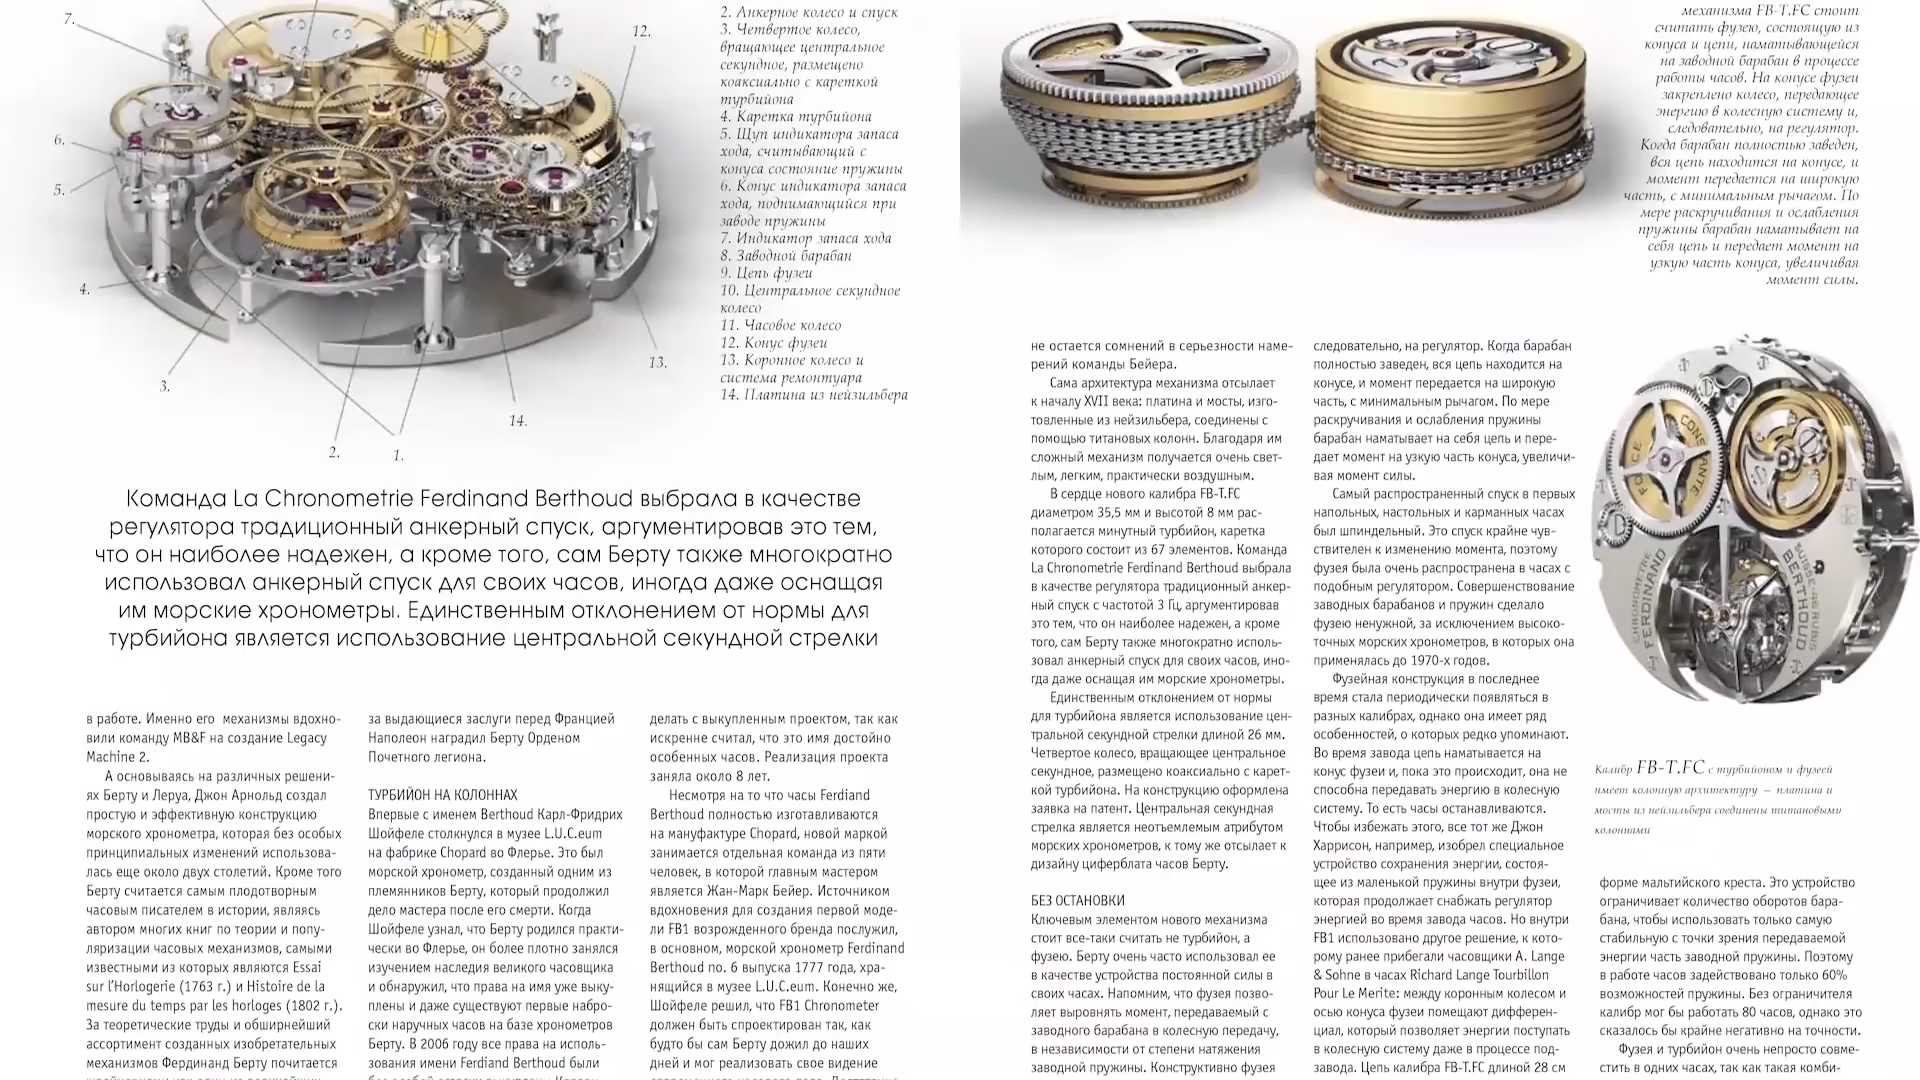 7.
12.
6.
5.
4.
3.
2.
1.
14.
13.
2. Анкерное колесо и спуск
3. Четвертое колесо,
вращающее центральное
секундное, размещено
коаксиально с кареткой
турбийона
4. Каретка турбийона
5. Щуп индикатора запаса
хода, считывающий с
конуса состояние пружины
6. Конус индикатора запаса
хода, поднимающийся при
заводе пружины
7. Индикатор запаса хода
8. Заводной барабан
9. Цепь фузеи
10. Центральное секундное
колесо
11. Часовое колесо
12. Конус фузеи
13. Коронное колесо и
система ремонтуара
14. Платина из нейзильбера
Команда La Chronometrie Ferdinand Berthoud выбрала в качестве
регулятора традиционный анкерный спуск, аргументировав это тем,
что он наиболее надежен, а кроме того, сам Берту также многократно
использовал анкерный спуск для своих часов, иногда даже оснащая
им морские хронометры. Единственным отклонением от нормы для
турбийона является использование центральной секундной стрелки
в работе. Именно его механизмы вдохно-
вили команду MB&F на создание Legacy
Machine 2.
А основываясь на различных решени-
ях Берту и Леруа, Джон Арнольд создал
простую и эффективную конструкцию
морского хронометра, которая без особых
принципиальных изменений использова-
лась еще около двух столетий. Кроме того
Берту считается самым плодотворным
часовым писателем в истории, являясь
автором многих книг по теории и попу-
ляризации часовых механизмов, самыми
известными из которых являются Essai
sur l'Horlogerie (1763 г.) и Histoire de la
mesure du temps par les horloges (1802 г.).
За теоретические труды и обширнейший
ассортимент созданных изобретательных
механизмов Фердинанд Берту почитается
за выдающиеся заслуги перед Францией
Наполеон наградил Берту Орденом
Почетного легиона.
ТУРБИЙОН НА КОЛОННАХ
Впервые с именем Berthoud Карл-Фридрих
Шойфеле столкнулся в музее L.U.C.eum
на фабрике Chopard во Флерье. Это был
морской хронометр, созданный одним из
племянников Берту, который продолжил
дело мастера после его смерти. Когда
Шойфеле узнал, что Берту родился практи-
чески во Флерье, он более плотно занялся
изучением наследия великого часовщика
и обнаружил, что права на имя уже выку-
плены и даже существуют первые набро-
ски наручных часов на базе хронометров
Берту. В 2006 году все права на исполь-
зования имени Ferdiand Berthoud были
делать с выкупленным проектом, так как
искренне считал, что это имя достойно
особенных часов. Реализация проекта
заняла около 8 лет.
Несмотря на то что часы Ferdiand
Berthoud полностью изготавливаются
на мануфактуре Chopard, новой маркой
занимается отдельная команда из пяти
человек, в которой главным мастером
является Жан-Марк Бейер. Источником
вдохновения для создания первой моде-
ли FB1 возрожденного бренда послужил,
в основном, морской хронометр Ferdinand
Berthoud no. 6 выпуска 1777 года, хра-
нящийся в музее L.U.C.eum. Конечно же,
Шойфеле решил, что FB1 Chronometer
должен быть спроектирован так, как
будто бы сам Берту дожил до наших
дней и мог реализовать свое видение
механизма FB-T.FC стоит
считать фузею, состоящую из
конуса и цепи, наматывающейся
на заводной барабан в процессе
работы часов. На конусе фузеи
закреплено колесо, передающее
энергию в колесную систему и,
следовательно, на регулятор.
Когда барабан полностью заведен,
вся цепь находится на конусе, и
момент передается на широкую
часть, с минимальным рычагом. По
мере раскручивания и ослабления
пружины барабан наматывает на
себя цепь и передает момент на
узкую часть конуса, увеличивая
момент силы.
не остается сомнений в серьезности наме-
рений команды Бейера.
Сама архитектура механизма отсылает
к началу XVII века: платина и мосты, изго-
товленные из нейзильбера, соединены с
помощью титановых колонн. Благодаря им
сложный механизм получается очень свет-
лым, легким, практически воздушным.
В сердце нового калибра FB-T.FC
диаметром 35,5 мм и высотой 8 мм рас-
полагается минутный турбийон, каретка
которого состоит из 67 элементов. Команда
La Chronometrie Ferdinand Berthoud выбрала
в качестве регулятора традиционный анкер-
ный спуск с частотой 3 Гц, аргументировав
это тем, что он наиболее надежен, а кроме
того, сам Берту также многократно исполь-
зовал анкерный спуск для своих часов, ино-
гда даже оснащая им морские хронометры.
Единственным отклонением от нормы
для турбийона является использование цен-
тральной секундной стрелки длиной 26 мм.
Четвертое колесо, вращающее центральное
секундное, размещено коаксиально с карет-
кой турбийона. На конструкцию оформлена
заявка на патент. Центральная секундная
стрелка является неотъемлемым атрибутом
морских хронометров, к тому же отсылает к
дизайну циферблата часов Берту.
БЕЗ ОСТАНОВКИ
Ключевым элементом нового механизма
стоит все-таки считать не турбийон, а
фузею. Берту очень часто использовал ее
в качестве устройства постоянной силы в
своих часах. Напомним, что фузея позво-
ляет выровнять момент, передаваемый с
заводного барабана в колесную передачу,
в независимости от степени натяжения
заводной пружины. Конструктивно фузея
следовательно, на регулятор. Когда барабан
полностью заведен, вся цепь находится на
конусе, и момент передается на широкую
часть, с минимальным рычагом. По мере
раскручивания и ослабления пружины
барабан наматывает на себя цепь и пере-
дает момент на узкую часть конуса, увеличи-
вая момент силы.
Самый распространенный спуск в первых
напольных, настольных и карманных часах
был шпиндельный. Это спуск крайне чув-
ствителен к изменению момента, поэтому
фузея была очень распространена в часах с
подобным регулятором. Совершенствование
заводных барабанов и пружин сделало
фузею ненужной, за исключением высоко-
точных морских хронометров, в которых она
применялась до 1970-х годов.
Фузейная конструкция в последнее
время стала периодически появляться в
разных калибрах, однако она имеет ряд
особенностей, о которых редко упоминают.
Во время завода цепь наматывается на
конус фузеи и, пока это происходит, она не
способна передавать энергию в колесную
систему. То есть часы останавливаются.
Чтобы избежать этого, все тот же Джон
Харрисон, например, изобрел специальное
устройство сохранения энергии, состоя-
щее из маленькой пружины внутри фузеи,
которая продолжает снабжать регулятор
энергией во время завода часов. Но внутри
FB1 использовано другое решение, к кото-
рому ранее прибегали часовщики A. Lange
& Sohne в часах Richard Lange Tourbillon
Pour Le Merite: между коронным колесом и
осью конуса фузеи помещают дифферен-
циал, который позволяет энергии поступать
в колесную систему даже в процессе под-
завода. Цепь калибра FB-T.FC длиной 28 см
FORCE CONSTANTE
CHRONOMETRIE
FERDINAND
BERTHOUD
SUISSE-46 RUBIS
Калибр FB-T.FC с турбийоном и фузеей
имеет колонную архитектуру – платина и
мосты из нейзильбера соединены титановыми
колоннами
форме мальтийского креста. Это устройство
ограничивает количество оборотов бара-
бана, чтобы использовать только самую
стабильную с точки зрения передаваемой
энергии часть заводной пружины. Поэтому
в работе часов задействовано только 60%
возможностей пружины. Без ограничителя
калибр мог бы работать 80 часов, однако это
сказалось бы крайне негативно на точности.
Фузея и турбийон очень непросто совме-
стить в одних часах, так как такая комби-